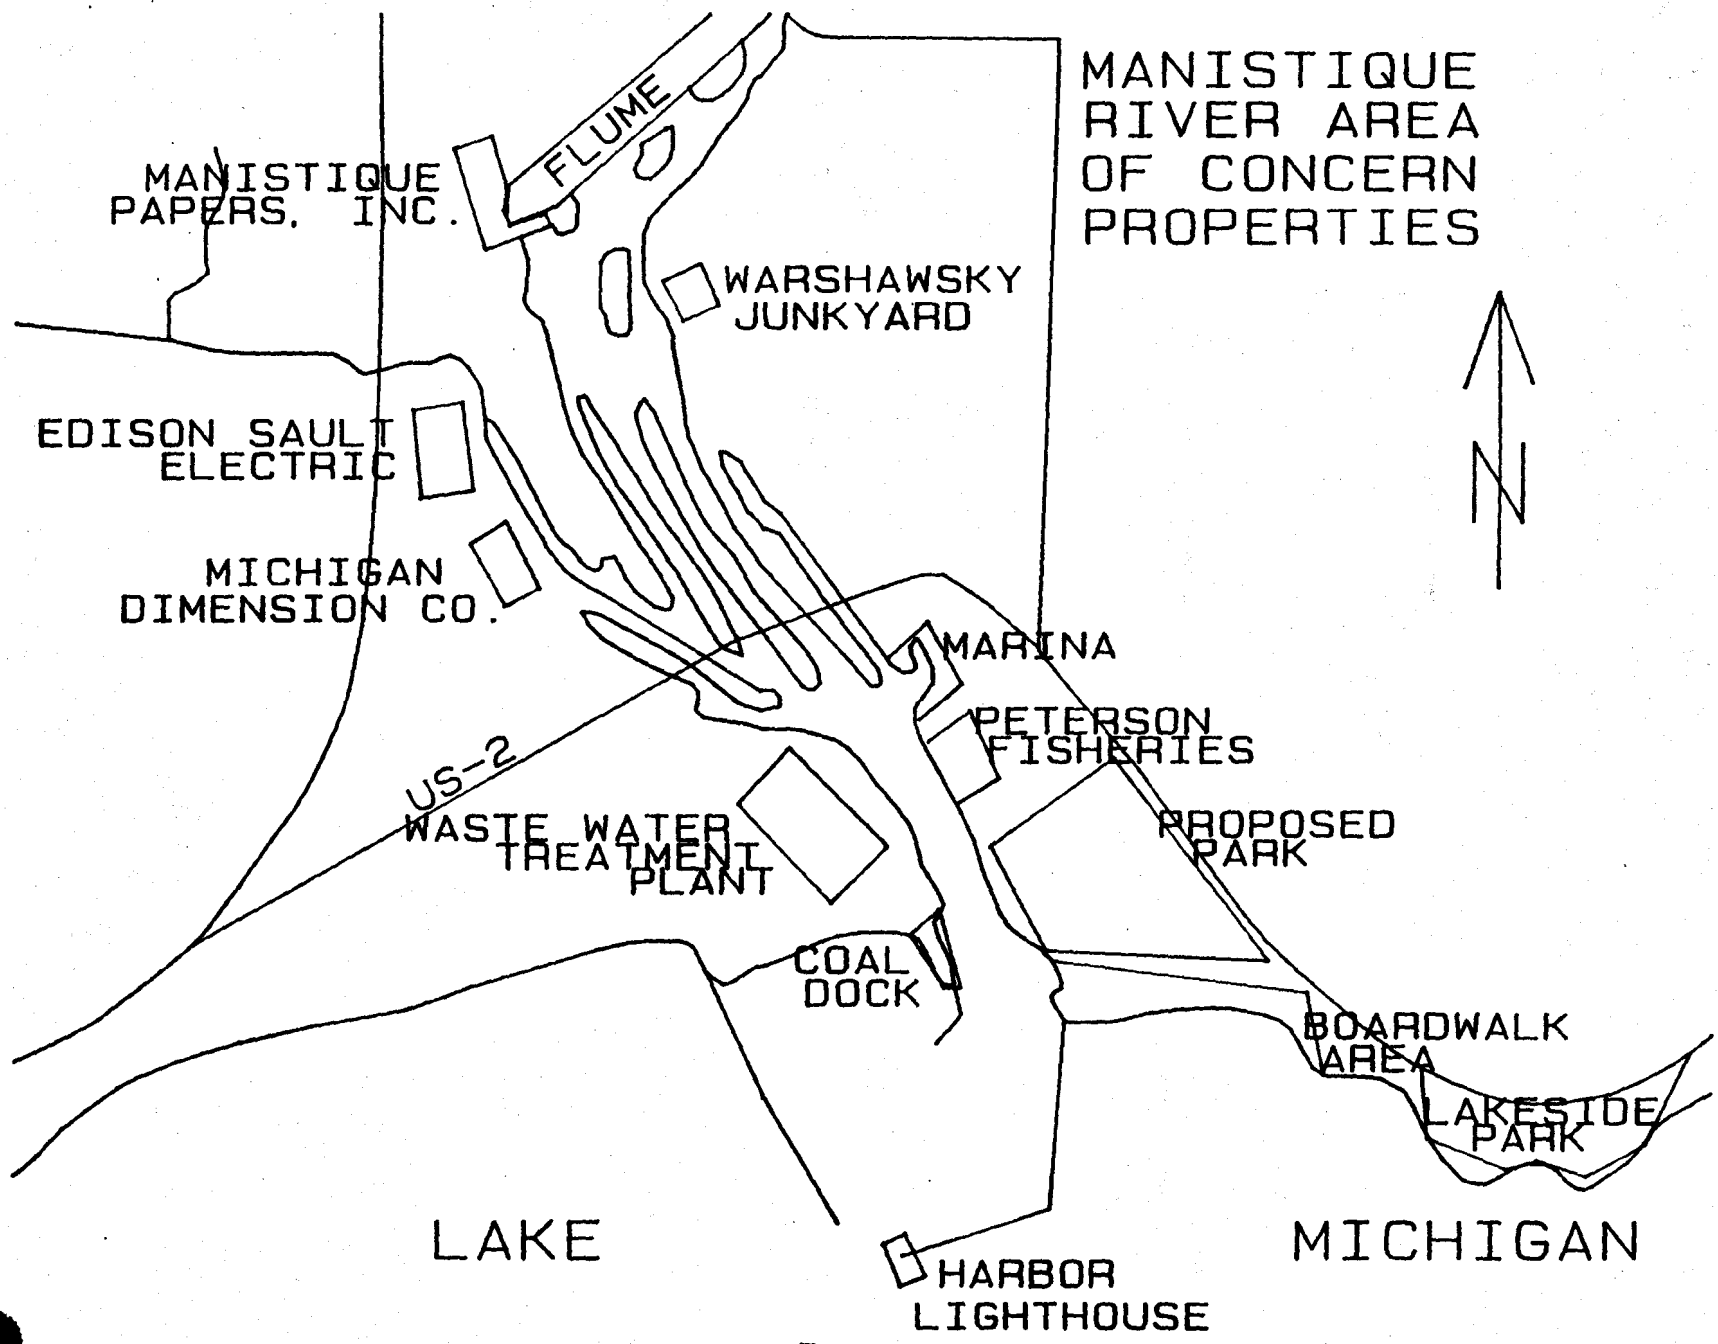 MANISTIQUE
RIVER AREA
OF CONCERN
PROPERTIES
FLUME
MANISTIQUE
PAPERS, INC.
WARSHAWSKY
JUNKYARD
N
EDISON SAULT
ELECTRIC
MICHIGAN
DIMENSION CO.
MARINA
PETERSON
FISHERIES
US-2
WASTE WATER
TREATMENT
PLANT
PROPOSED
PARK
COAL
DOCK
BOARDWALK
AREA
LAKESIDE
PARK
LAKE MICHIGAN
HARBOR
LIGHTHOUSE